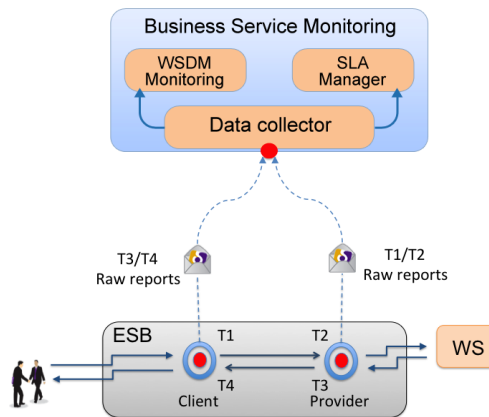 Business Service Monitoring
WSDM
Monitoring
SLA
Manager
Data collector
T3/T4
Raw reports
T1/T2
Raw reports
ESB
T1
T2
WS
T4
T3
Client
Provider